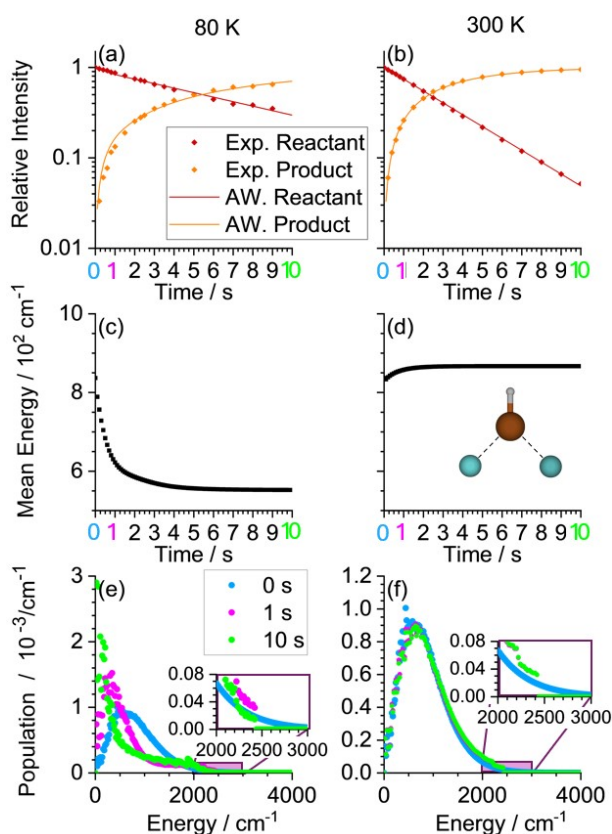 80 K
300 K
(a)
(b)
Relative Intensity
1
0.1
0.01
Exp. Reactant
Exp. Product
AW. Reactant
AW. Product
0 1 2 3 4 5 6 7 8 9 10
Time / s
0 1 2 3 4 5 6 7 8 9 10
Time / s
(c)
(d)
Mean Energy / 10² cm⁻¹
10
8
6
0 1 2 3 4 5 6 7 8 9 10
Time / s
0 1 2 3 4 5 6 7 8 9 10
Time / s
(e)
(f)
Population / 10⁻³/cm⁻¹
3
2
1
0
0 s
1 s
10 s
0.08
0.04
0.00
2000 2500 3000
0 2000 4000
Energy / cm⁻¹
1.2
1.0
0.8
0.6
0.4
0.2
0.0
0.08
0.04
0.00
2000 2500 3000
0 2000 4000
Energy / cm⁻¹